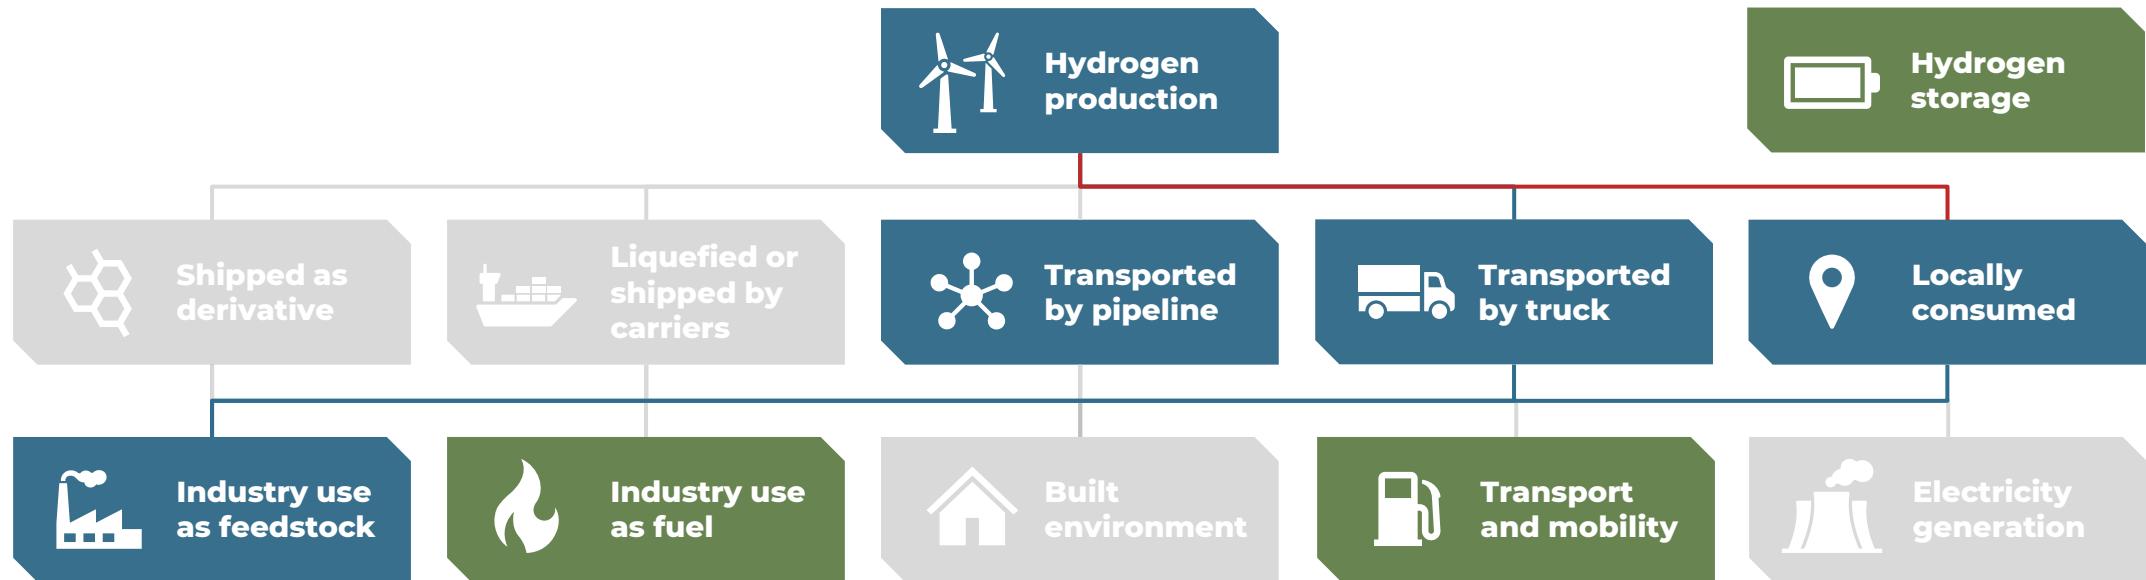 Hydrogen
production
Hydrogen
storage
Shipped as
derivative
Liquefied or
shipped by
carriers
Transported
by pipeline
Transported
by truck
Locally
consumed
Industry use
as feedstock
Industry use
as fuel
Built
environment
Transport
and mobility
Electricity
generation